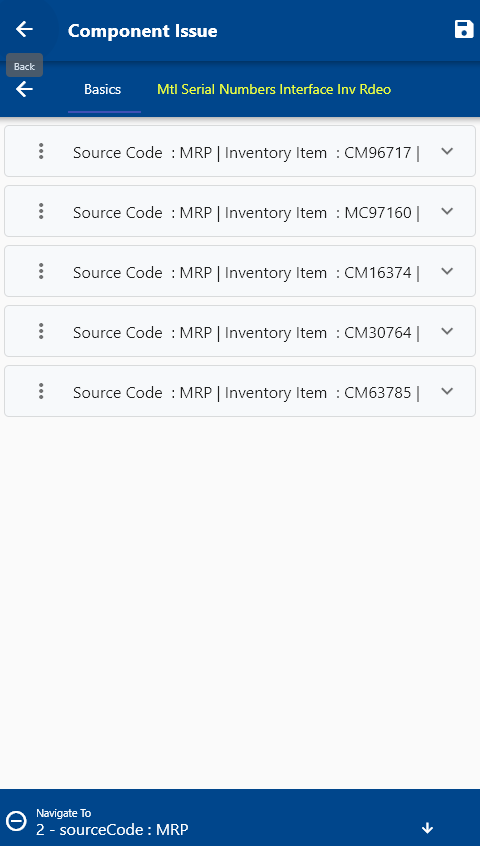 Component Issue
Back
Basics
Mtl Serial Numbers Interface Inv Rdeo
Source Code : MRP | Inventory Item : CM96717 |
Source Code : MRP | Inventory Item : MC97160 |
Source Code : MRP | Inventory Item : CM16374 |
Source Code : MRP | Inventory Item : CM30764 |
Source Code : MRP | Inventory Item : CM63785 |
Navigate To
2 - sourceCode : MRP